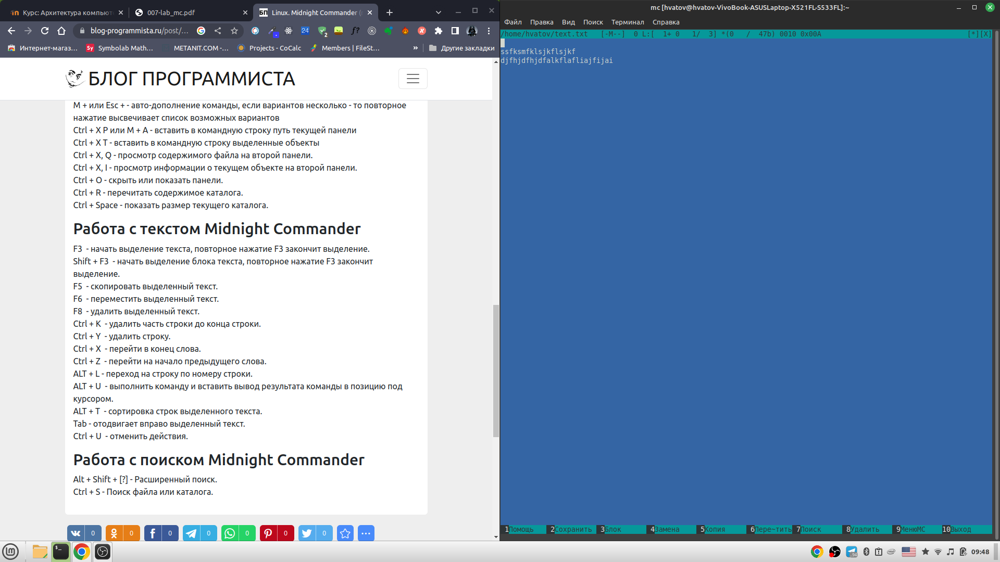 Курс: Архитектура компьют
007-lab_mc.pdf
Linux. Midnight Commander (
blog-programmista.ru/post/...
Интернет-магаз...
Symbolab Math...
METANIT.COM -...
Projects - CoCalc
Members | FileSt...
»
Другие закладки
БЛОГ ПРОГРАММИСТА
M + или Esc + - авто-дополнение команды, если вариантов несколько - то повторное
нажатие высвечивает список возможных вариантов
Ctrl + X P или M + A - вставить в командную строку путь текущей панели
Ctrl + X T - вставить в командную строку выделенные объекты
Ctrl + X, Q - просмотр содержимого файла на второй панели.
Ctrl + X, I - просмотр информации о текущем объекте на второй панели.
Ctrl + O - скрыть или показать панели.
Ctrl + R - перечитать содержимое каталога.
Ctrl + Space - показать размер текущего каталога.
Работа с текстом Midnight Commander
F3 - начать выделение текста, повторное нажатие F3 закончит выделение.
Shift + F3 - начать выделение блока текста, повторное нажатие F3 закончит
выделение.
F5 - скопировать выделенный текст.
F6 - переместить выделенный текст.
F8 - удалить выделенный текст.
Ctrl + K - удалить часть строки до конца строки.
Ctrl + Y - удалить строку.
Ctrl + X - перейти в конец слова.
Ctrl + Z - перейти на начало предыдущего слова.
ALT + L - переход на строку по номеру строки.
ALT + U - выполнить команду и вставить вывод результата команды в позицию под
курсором.
ALT + T - сортировка строк выделенного текста.
Tab - отодвигает вправо выделенный текст.
Ctrl + U - отменить действия.
Работа с поиском Midnight Commander
Alt + Shift + [?] - Расширенный поиск.
Ctrl + S - Поиск файла или каталога.
0 0 0 0 0 0 0
mc [hvatov@hvatov-VivoBook-ASUSLaptop-X521FL-S533FL]:~
Файл Правка Вид Поиск Терминал Справка
/home/hvatov/text.txt [-M--] 0 L:[ 1+ 0 1/ 3] *(0 / 47b) 0010 0x00A [*][X]
ssfksmfklsjkflsjkf
djfhjdfhjdfalkflafliajfijai
1Помощь 2Сохранить 3Блок 4Замена 5Копия 6Пере~тить 7Поиск 8Удалить 9МенюMC 10Выход
09:48